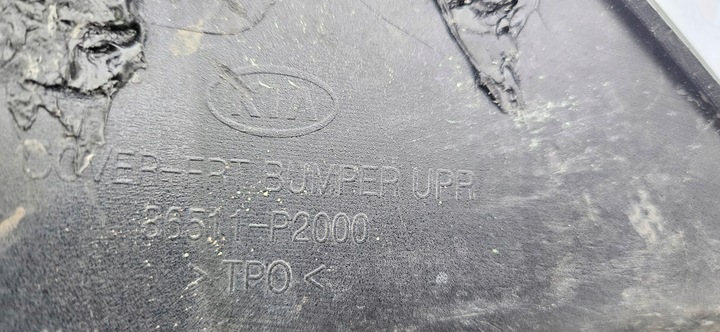 KIA
COVER-FRT BUMPER UPR
86511-P2000
> TPO <